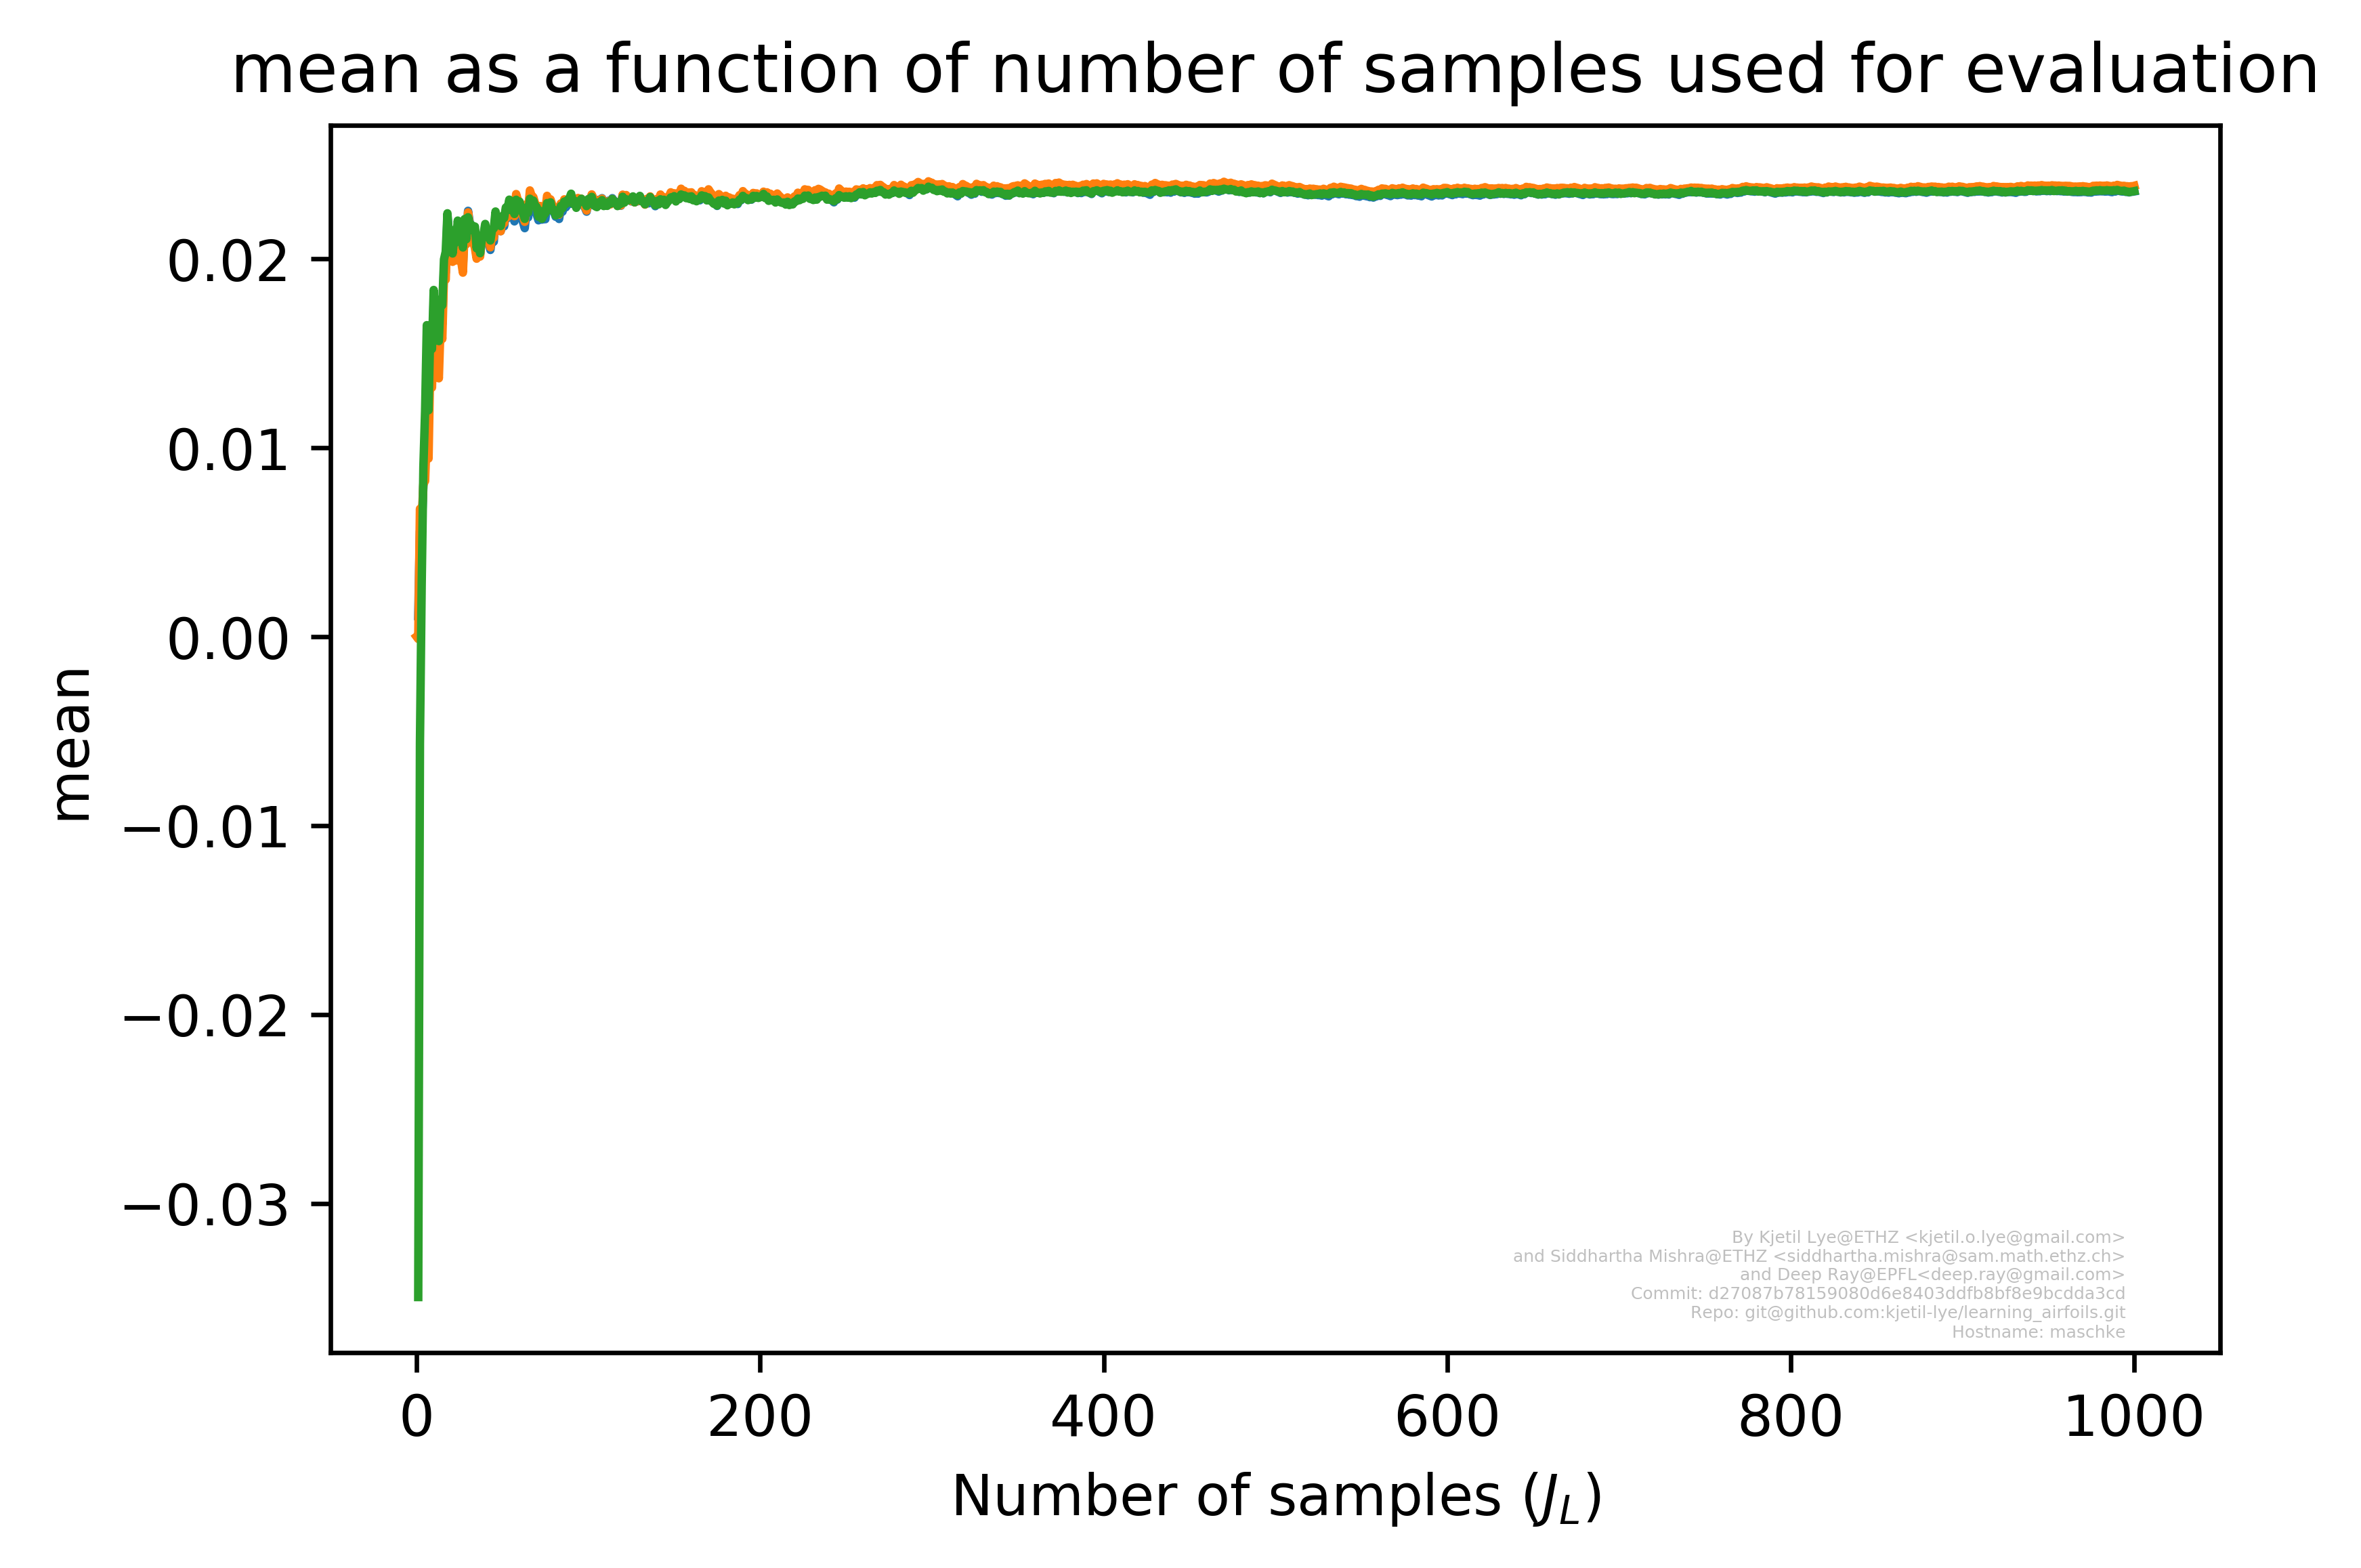 mean as a function of number of samples used for evaluation
mean
0.02
0.01
0.00
−0.01
−0.02
−0.03
0 200 400 600 800 1000
Number of samples (J_L)
By Kjetil Lye@ETHZ <kjetil.o.lye@gmail.com>
and Siddhartha Mishra@ETHZ <siddhartha.mishra@sam.math.ethz.ch>
and Deep Ray@EPFL<deep.ray@gmail.com>
Commit: d27087b78159080d6e8403ddfb8bf8e9bcdda3cd
Repo: git@github.com:kjetil-lye/learning_airfoils.git
Hostname: maschke